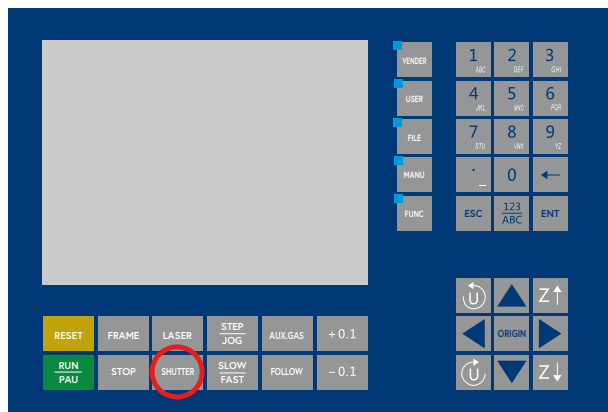 VENDER
1 ABC
2 DEF
3 GHI
USER
4 JKL
5 MNO
6 PQR
FILE
7 STU
8 VWX
9 YZ
MANU
. _
0
←
FUNC
ESC
123
ABC
ENT
U
Z↑
ORIGIN
U
Z↓
RESET
FRAME
LASER
STEP
JOG
AUX.GAS
+0.1
RUN
PAU
STOP
SHUTTER
SLOW
FAST
FOLLOW
-0.1